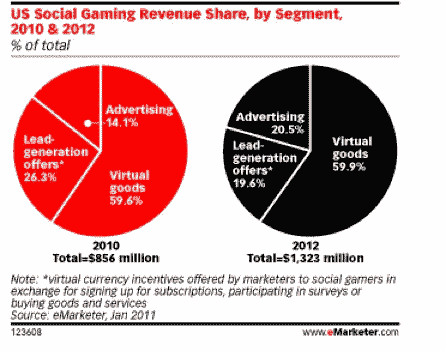 US Social Gaming Revenue Share, by Segment,
2010 & 2012
% of total
Advertising
14.1%
Lead-
generation
offers*
26.3%
Virtual
goods
59.6%
2010
Total=$856 million
Advertising
20.5%
Lead-
generation
offers*
19.6%
Virtual
goods
59.9%
2012
Total=$1,323 million
Note: *virtual currency incentives offered by marketers to social gamers in
exchange for signing up for subscriptions, participating in surveys or
buying goods and services
Source: eMarketer, Jan 2011
123608
www.eMarketer.com